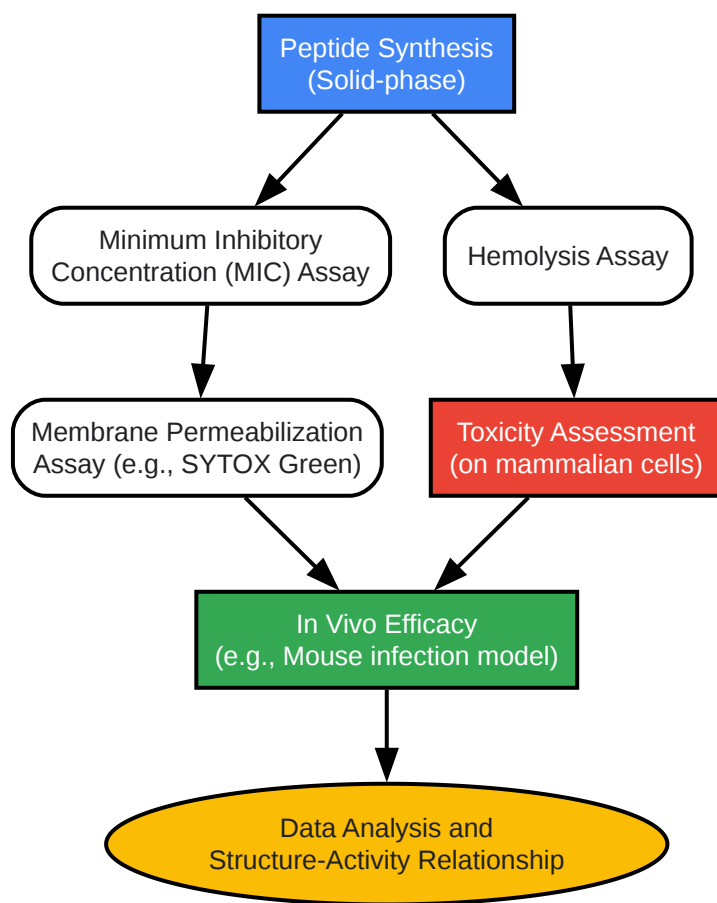 Peptide Synthesis
(Solid-phase)
Minimum Inhibitory
Concentration (MIC) Assay
Hemolysis Assay
Membrane Permeabilization
Assay (e.g., SYTOX Green)
Toxicity Assessment
(on mammalian cells)
In Vivo Efficacy
(e.g., Mouse infection model)
Data Analysis and
Structure-Activity Relationship